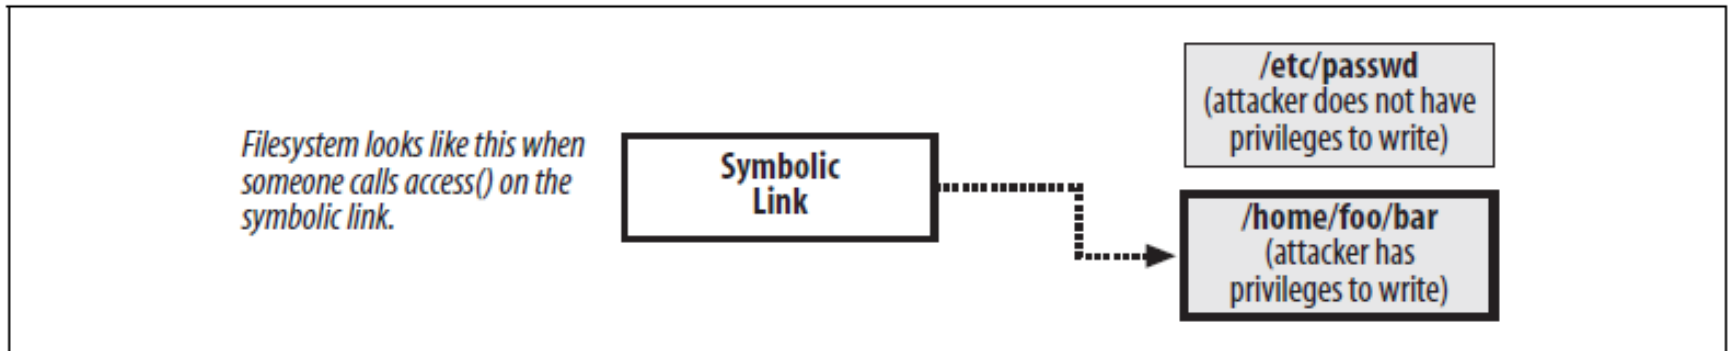 Filesystem looks like this when
someone calls access() on the
symbolic link.
Symbolic
Link
/etc/passwd
(attacker does not have
privileges to write)
/home/foo/bar
(attacker has
privileges to write)